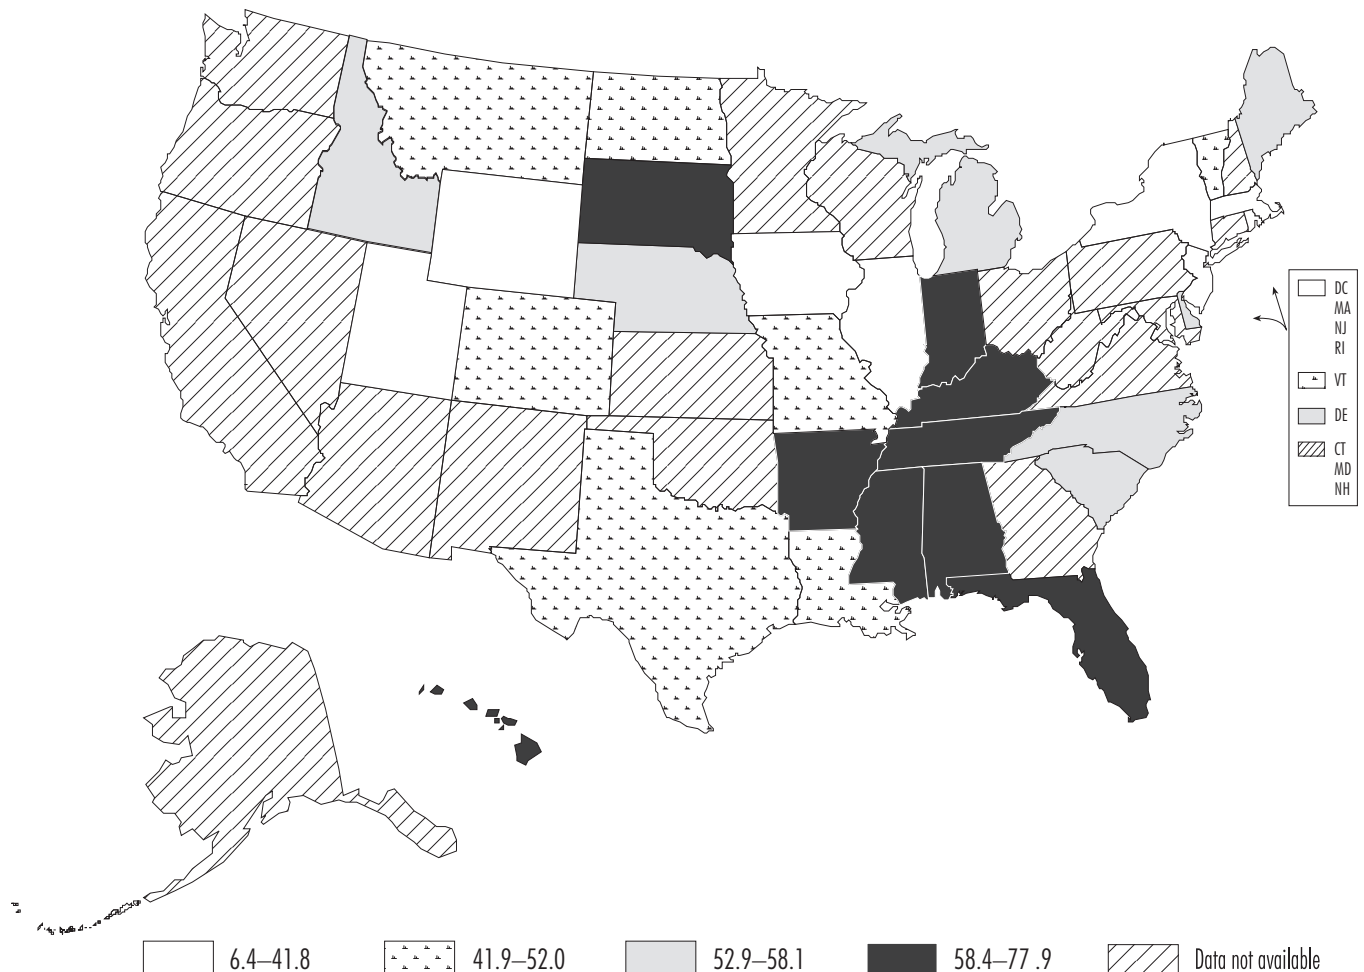 DC
MA
NJ
RI
VT
DE
CT
MD
NH
6.4–41.8
41.9–52.0
52.9–58.1
58.4–77 .9
Data not available